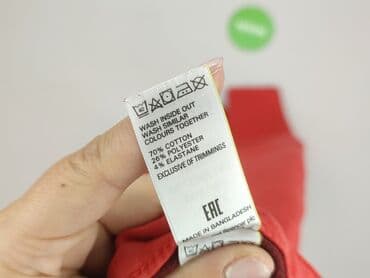 WASH INSIDE OUT
WASH SIMILAR
COLOURS TOGETHER
70% COTTON
26% POLYESTER
4% ELASTANE
EXCLUSIVE OF TRIMMINGS
EAC
MADE IN BANGLADESH